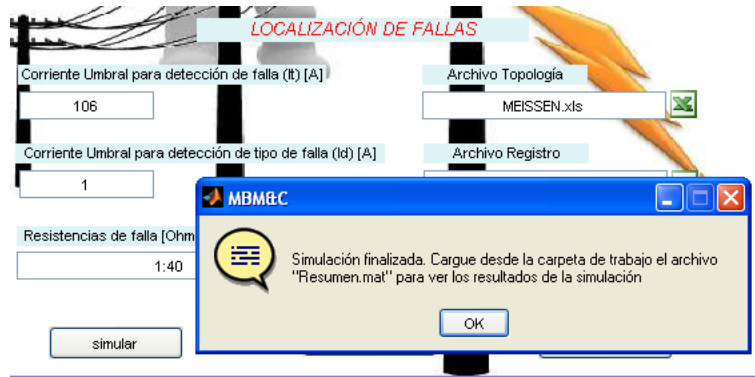 LOCALIZACIÓN DE FALLAS
Corriente Umbral para detección de falla (It) [A]
Archivo Topología
106
MEISSEN.xls
Corriente Umbral para detección de tipo de falla (Id) [A]
Archivo Registro
1
MBM&C
Resistencias de falla [Ohm
Simulación finalizada. Cargue desde la carpeta de trabajo el archivo
"Resumen.mat" para ver los resultados de la simulación
1:40
OK
simular